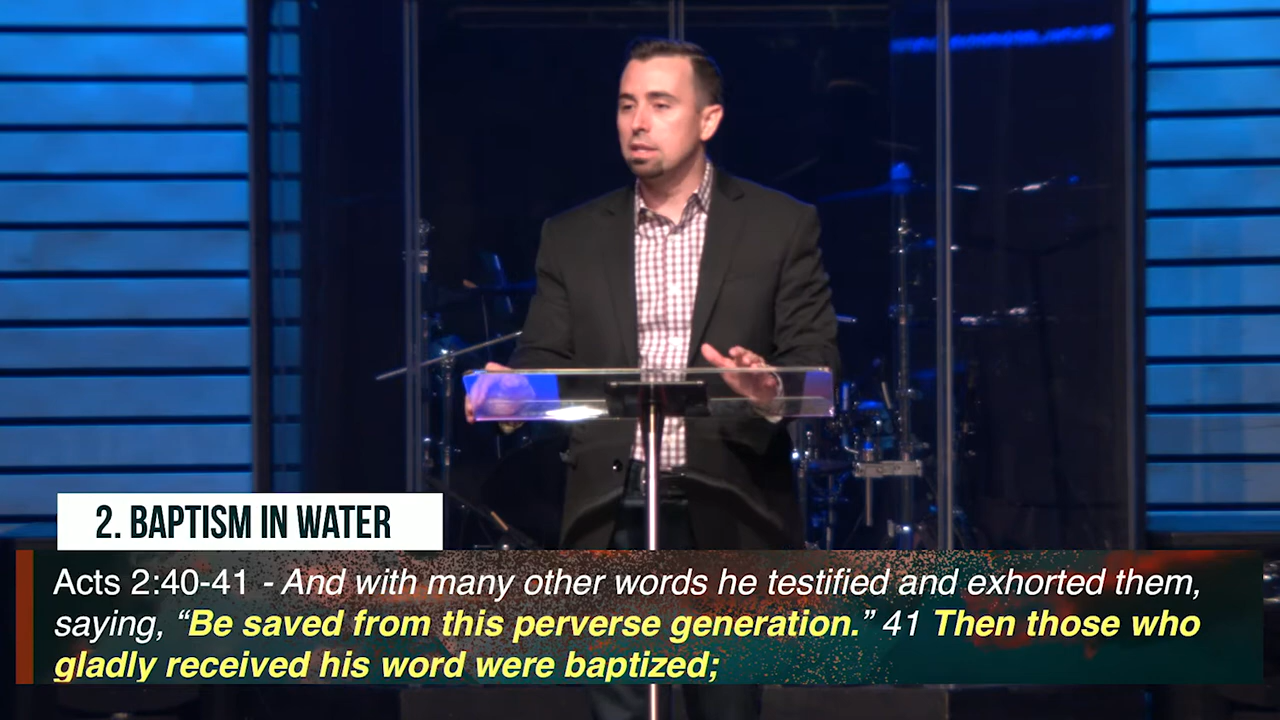 2. BAPTISM IN WATER
Acts 2:40-41 - And with many other words he testified and exhorted them,
saying, “Be saved from this perverse generation.” 41 Then those who
gladly received his word were baptized;